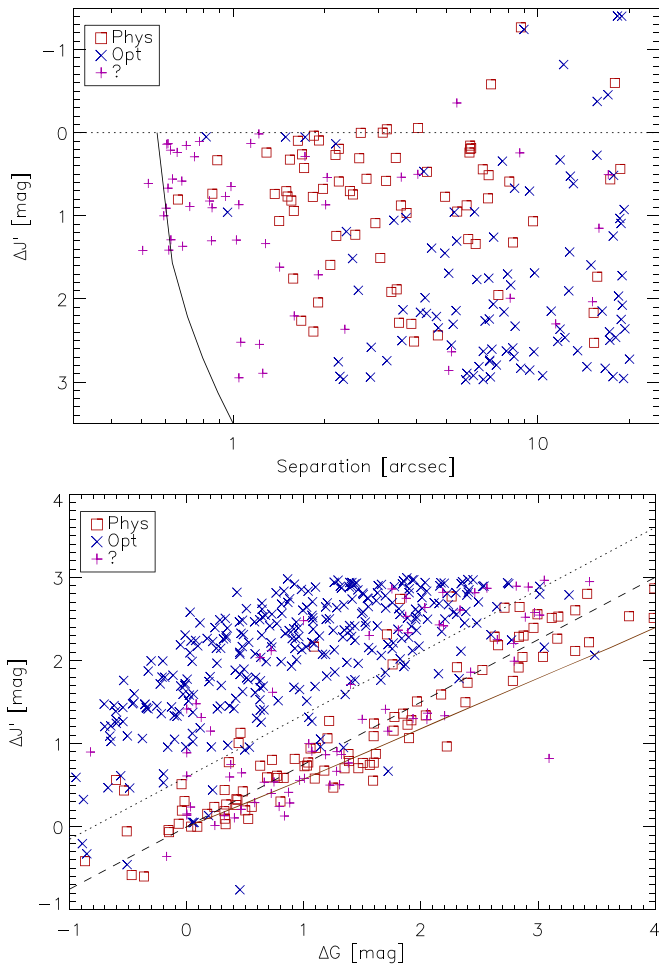 Phys
Opt
?
-1
0
1
2
3
ΔJ' [mag]
1
10
Separation [arcsec]
Phys
Opt
?
4
3
2
1
0
-1
ΔJ' [mag]
-1
0
1
2
3
4
ΔG [mag]